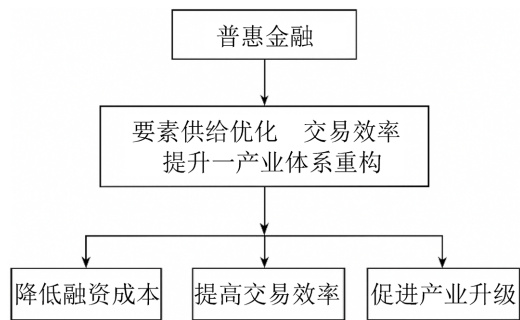 普惠金融
要素供给优化 交易效率
提升一产业体系重构
降低融资成本
提高交易效率
促进产业升级